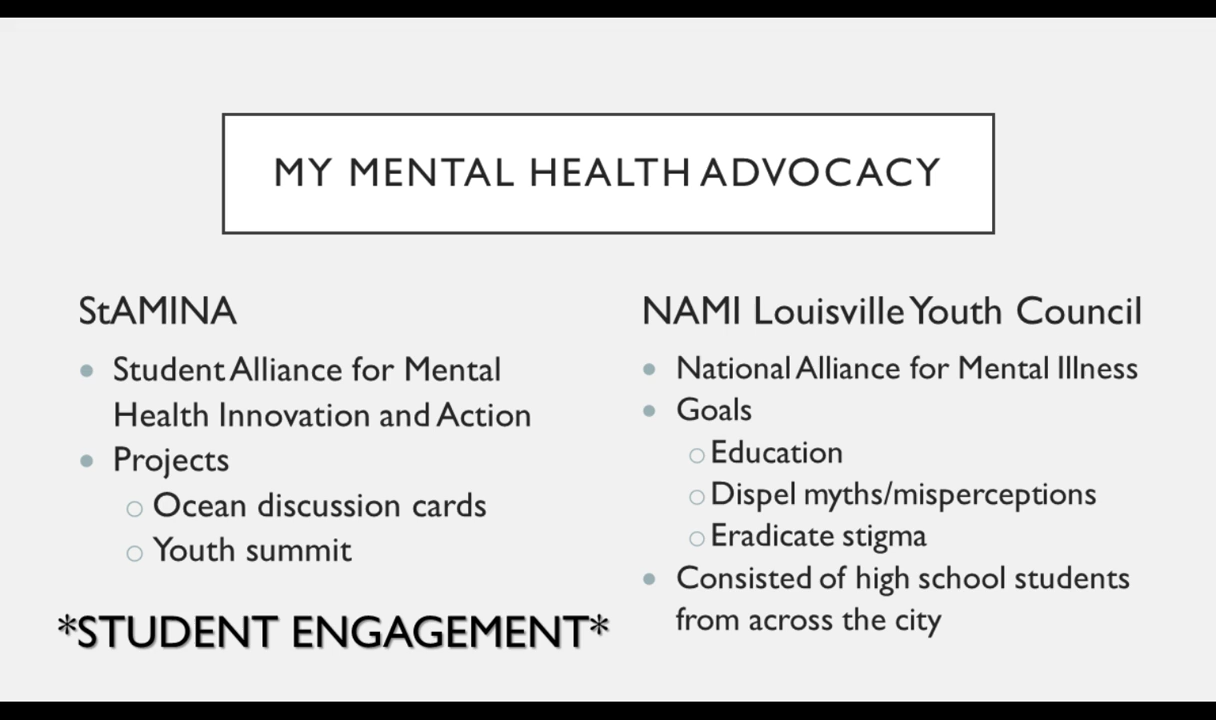 MY MENTAL HEALTH ADVOCACY
StAMINA
• Student Alliance for Mental
Health Innovation and Action
• Projects
○ Ocean discussion cards
○ Youth summit
*STUDENT ENGAGEMENT*
NAMI Louisville Youth Council
• National Alliance for Mental Illness
• Goals
○ Education
○ Dispel myths/misperceptions
○ Eradicate stigma
• Consisted of high school students
from across the city